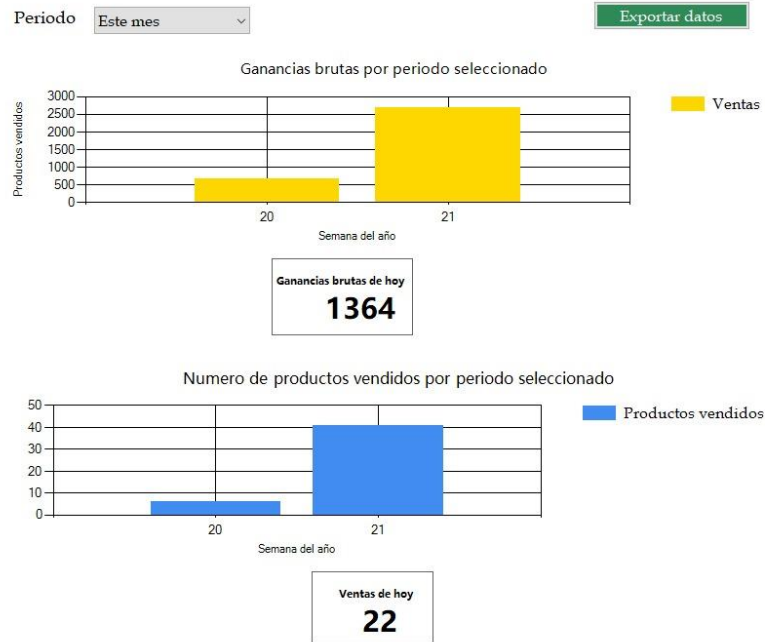 Periodo
Este mes
Exportar datos
Ganancias brutas por periodo seleccionado
Productos vendidos
3000
2500
2000
1500
1000
500
0
20
21
Semana del año
Ventas
Ganancias brutas de hoy
1364
Numero de productos vendidos por periodo seleccionado
50
40
30
20
10
0
20
21
Semana del año
Productos vendidos
Ventas de hoy
22